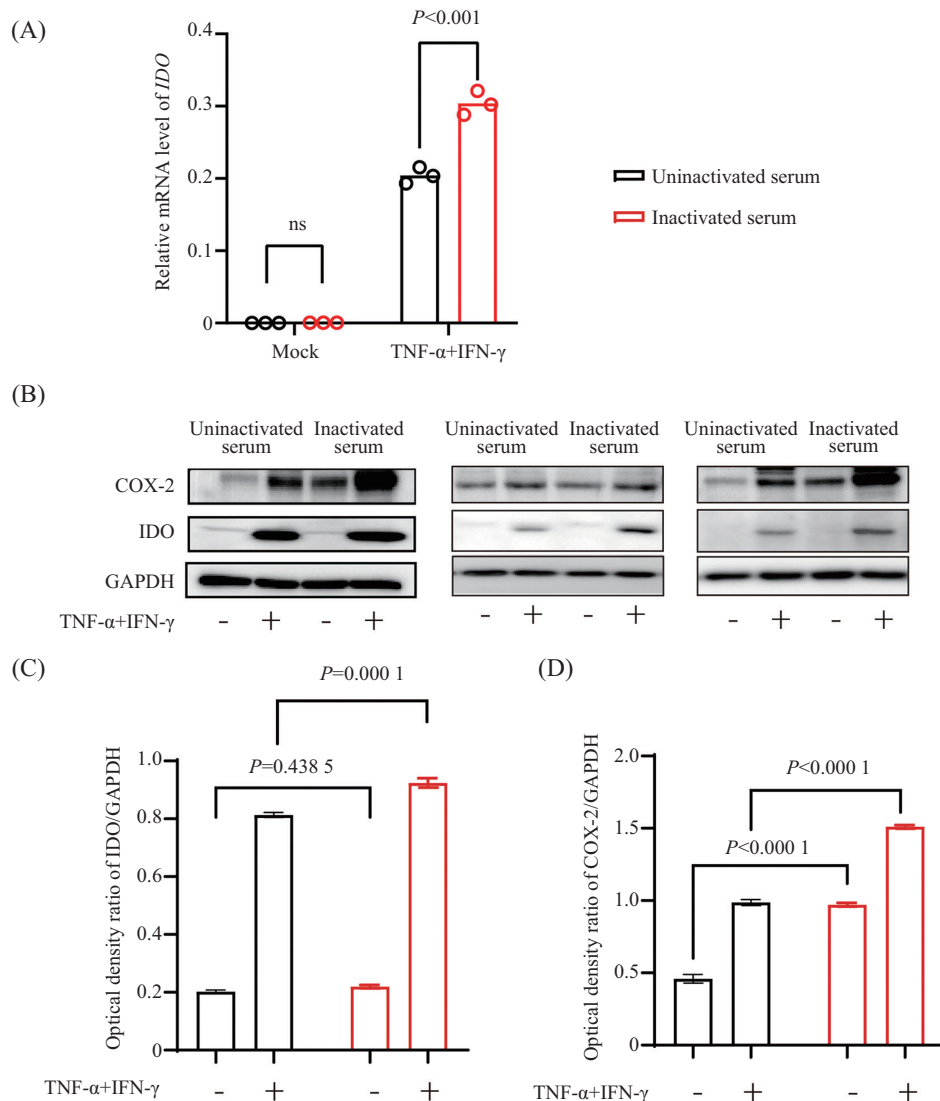 (A)
P<0.001
0.4
0.3
0.2
0.1
0
Relative mRNA level of IDO
ns
Mock
TNF-α+IFN-γ
Uninactivated serum
Inactivated serum
(B)
Uninactivated serum
Inactivated serum
Uninactivated serum
Inactivated serum
Uninactivated serum
Inactivated serum
COX-2
IDO
GAPDH
TNF-α+IFN-γ - + - + - + - + - + - +
(C)
P=0.000 1
P=0.438 5
1.0
0.8
0.6
0.4
0.2
0
Optical density ratio of IDO/GAPDH
TNF-α+IFN-γ - + - +
(D)
2.0
1.5
1.0
0.5
0
P<0.000 1
P<0.000 1
Optical density ratio of COX-2/GAPDH
TNF-α+IFN-γ - + - +